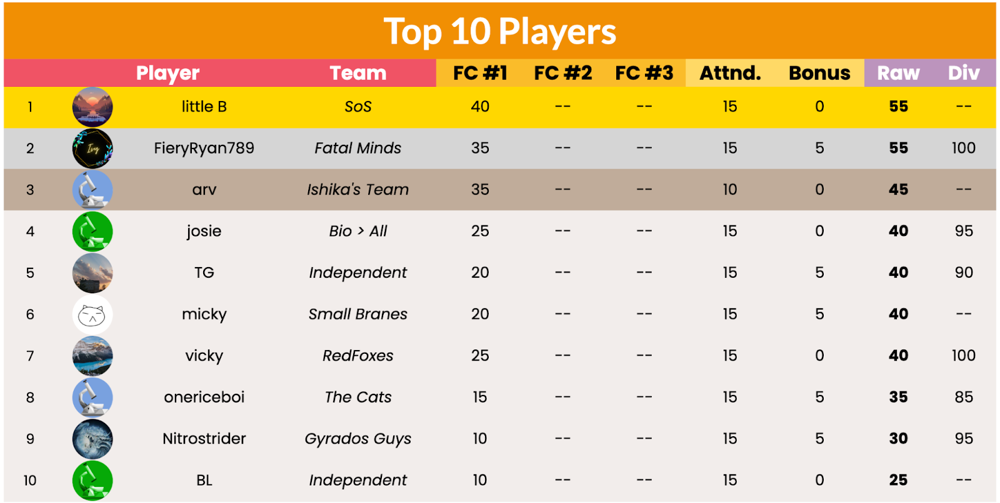 Top 10 Players
Player Team FC #1 FC #2 FC #3 Attnd. Bonus Raw Div
1 little B SoS 40 -- -- 15 0 55 --
2 Ivy FieryRyan789 Fatal Minds 35 -- -- 15 5 55 100
3 arv Ishika's Team 35 -- -- 10 0 45 --
4 josie Bio > All 25 -- -- 15 0 40 95
5 TG Independent 20 -- -- 15 5 40 90
6 micky Small Branes 20 -- -- 15 5 40 --
7 vicky RedFoxes 25 -- -- 15 0 40 100
8 onericeboi The Cats 15 -- -- 15 5 35 85
9 Nitrostrider Gyrados Guys 10 -- -- 15 5 30 95
10 BL Independent 10 -- -- 15 0 25 --